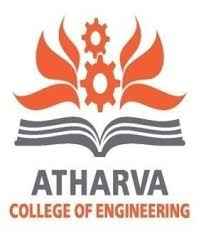 ATHARVA
COLLEGE OF ENGINEERING